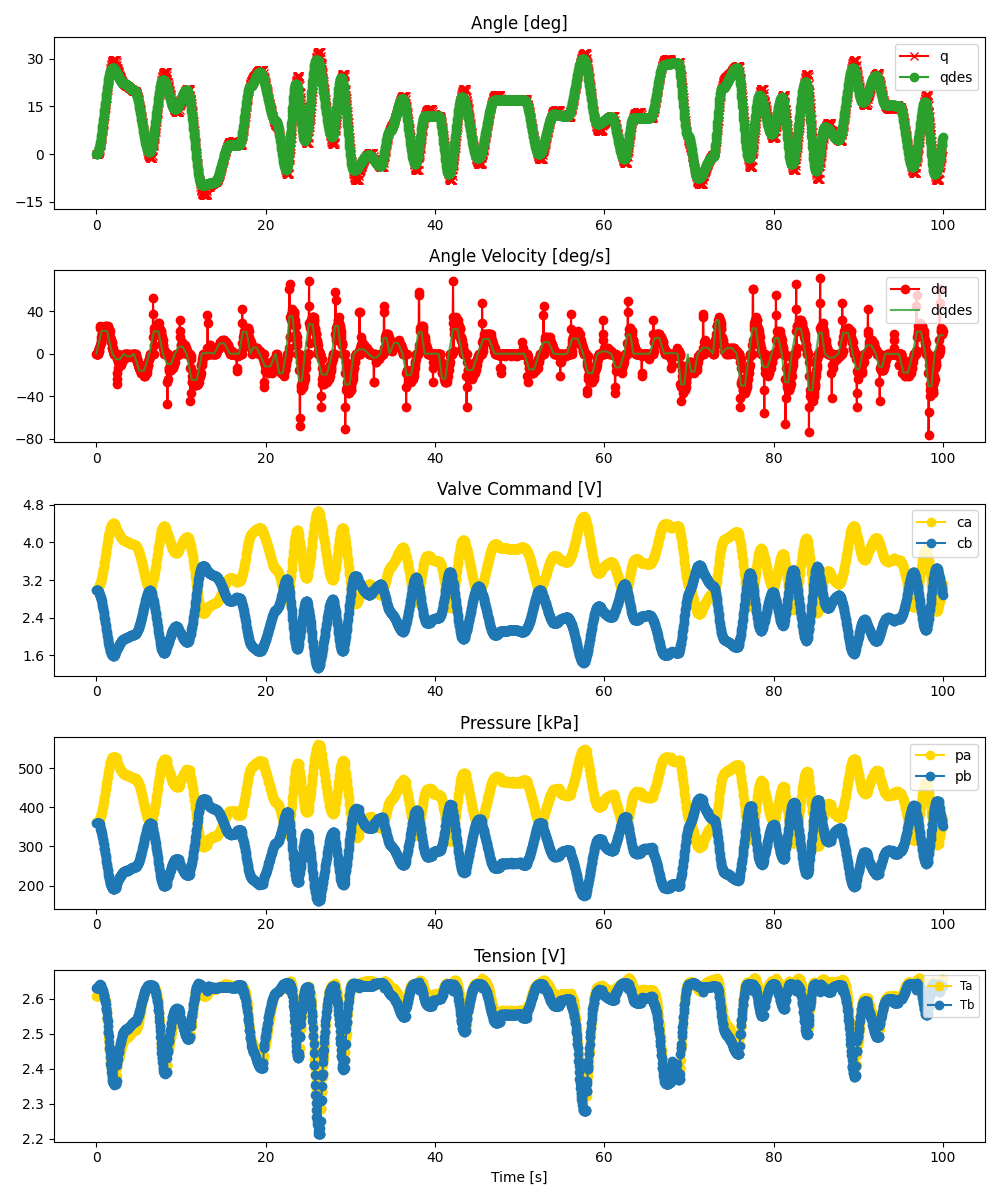 Angle [deg]
30
15
0
−15
q
qdes
0 20 40 60 80 100
Angle Velocity [deg/s]
40
0
−40
−80
dq
dqdes
0 20 40 60 80 100
Valve Command [V]
4.8
4.0
3.2
2.4
1.6
ca
cb
0 20 40 60 80 100
Pressure [kPa]
500
400
300
200
pa
pb
0 20 40 60 80 100
Tension [V]
2.6
2.5
2.4
2.3
2.2
Ta
Tb
0 20 40 60 80 100
Time [s]